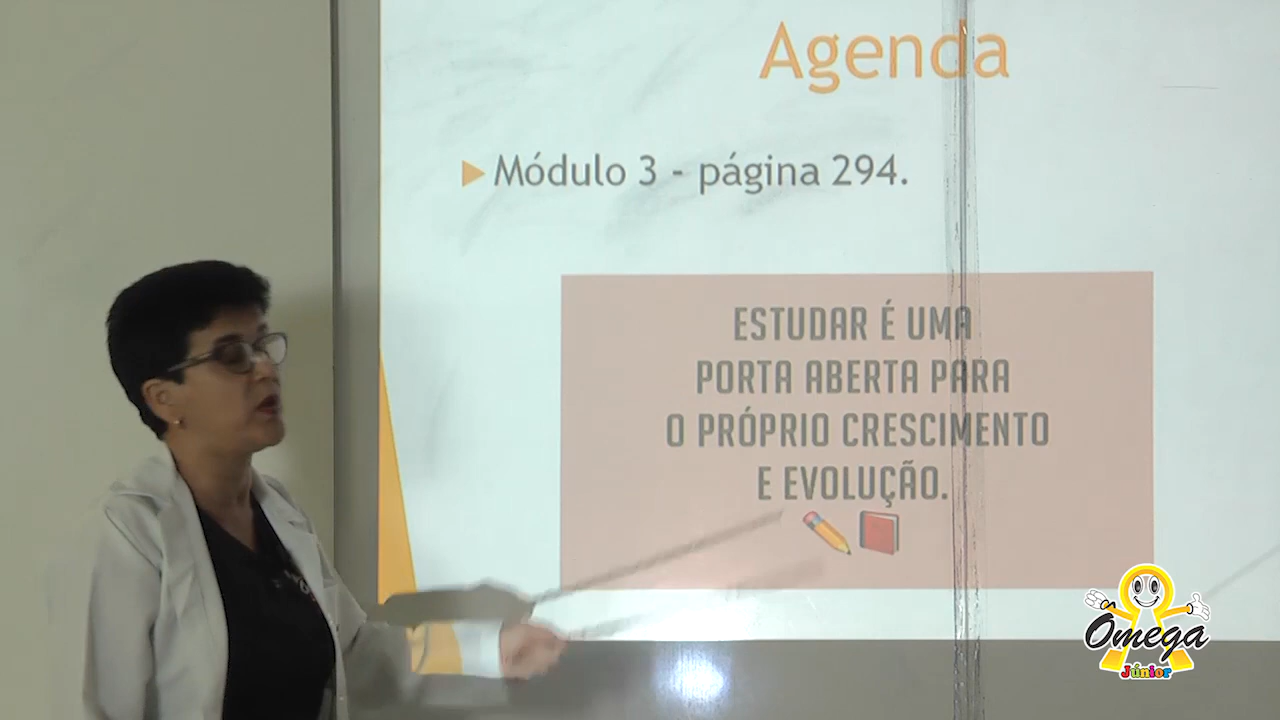 Agenda
Módulo 3 - página 294.
ESTUDAR É UMA
PORTA ABERTA PARA
O PRÓPRIO CRESCIMENTO
E EVOLUÇÃO.
Ômega
Júnior